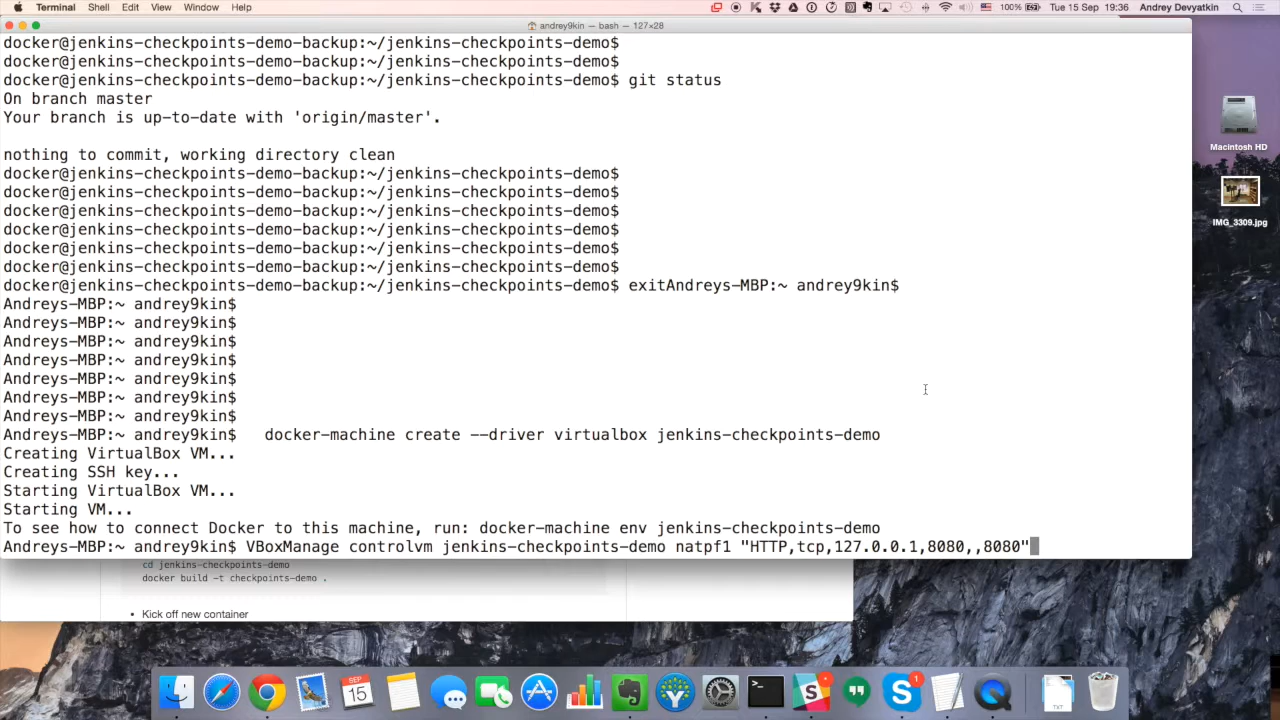 Terminal Shell Edit View Window Help 100% Tue 15 Sep 19:36 Andrey Devyatkin
andrey9kin — bash — 127×28
docker@jenkins-checkpoints-demo-backup:~/jenkins-checkpoints-demo$
docker@jenkins-checkpoints-demo-backup:~/jenkins-checkpoints-demo$
docker@jenkins-checkpoints-demo-backup:~/jenkins-checkpoints-demo$ git status
On branch master
Your branch is up-to-date with 'origin/master'.
nothing to commit, working directory clean
docker@jenkins-checkpoints-demo-backup:~/jenkins-checkpoints-demo$
docker@jenkins-checkpoints-demo-backup:~/jenkins-checkpoints-demo$
docker@jenkins-checkpoints-demo-backup:~/jenkins-checkpoints-demo$
docker@jenkins-checkpoints-demo-backup:~/jenkins-checkpoints-demo$
docker@jenkins-checkpoints-demo-backup:~/jenkins-checkpoints-demo$
docker@jenkins-checkpoints-demo-backup:~/jenkins-checkpoints-demo$
docker@jenkins-checkpoints-demo-backup:~/jenkins-checkpoints-demo$ exitAndreys-MBP:~ andrey9kin$
Andreys-MBP:~ andrey9kin$
Andreys-MBP:~ andrey9kin$
Andreys-MBP:~ andrey9kin$
Andreys-MBP:~ andrey9kin$
Andreys-MBP:~ andrey9kin$
Andreys-MBP:~ andrey9kin$
Andreys-MBP:~ andrey9kin$
Andreys-MBP:~ andrey9kin$   docker-machine create --driver virtualbox jenkins-checkpoints-demo
Creating VirtualBox VM...
Creating SSH key...
Starting VirtualBox VM...
Starting VM...
To see how to connect Docker to this machine, run: docker-machine env jenkins-checkpoints-demo
Andreys-MBP:~ andrey9kin$ VBoxManage controlvm jenkins-checkpoints-demo natpf1 "HTTP,tcp,127.0.0.1,8080,,8080"
cd jenkins-checkpoints-demo
docker build -t checkpoints-demo .
• Kick off new container
Macintosh HD
IMG_3309.jpg
SEP
15
1
TXT